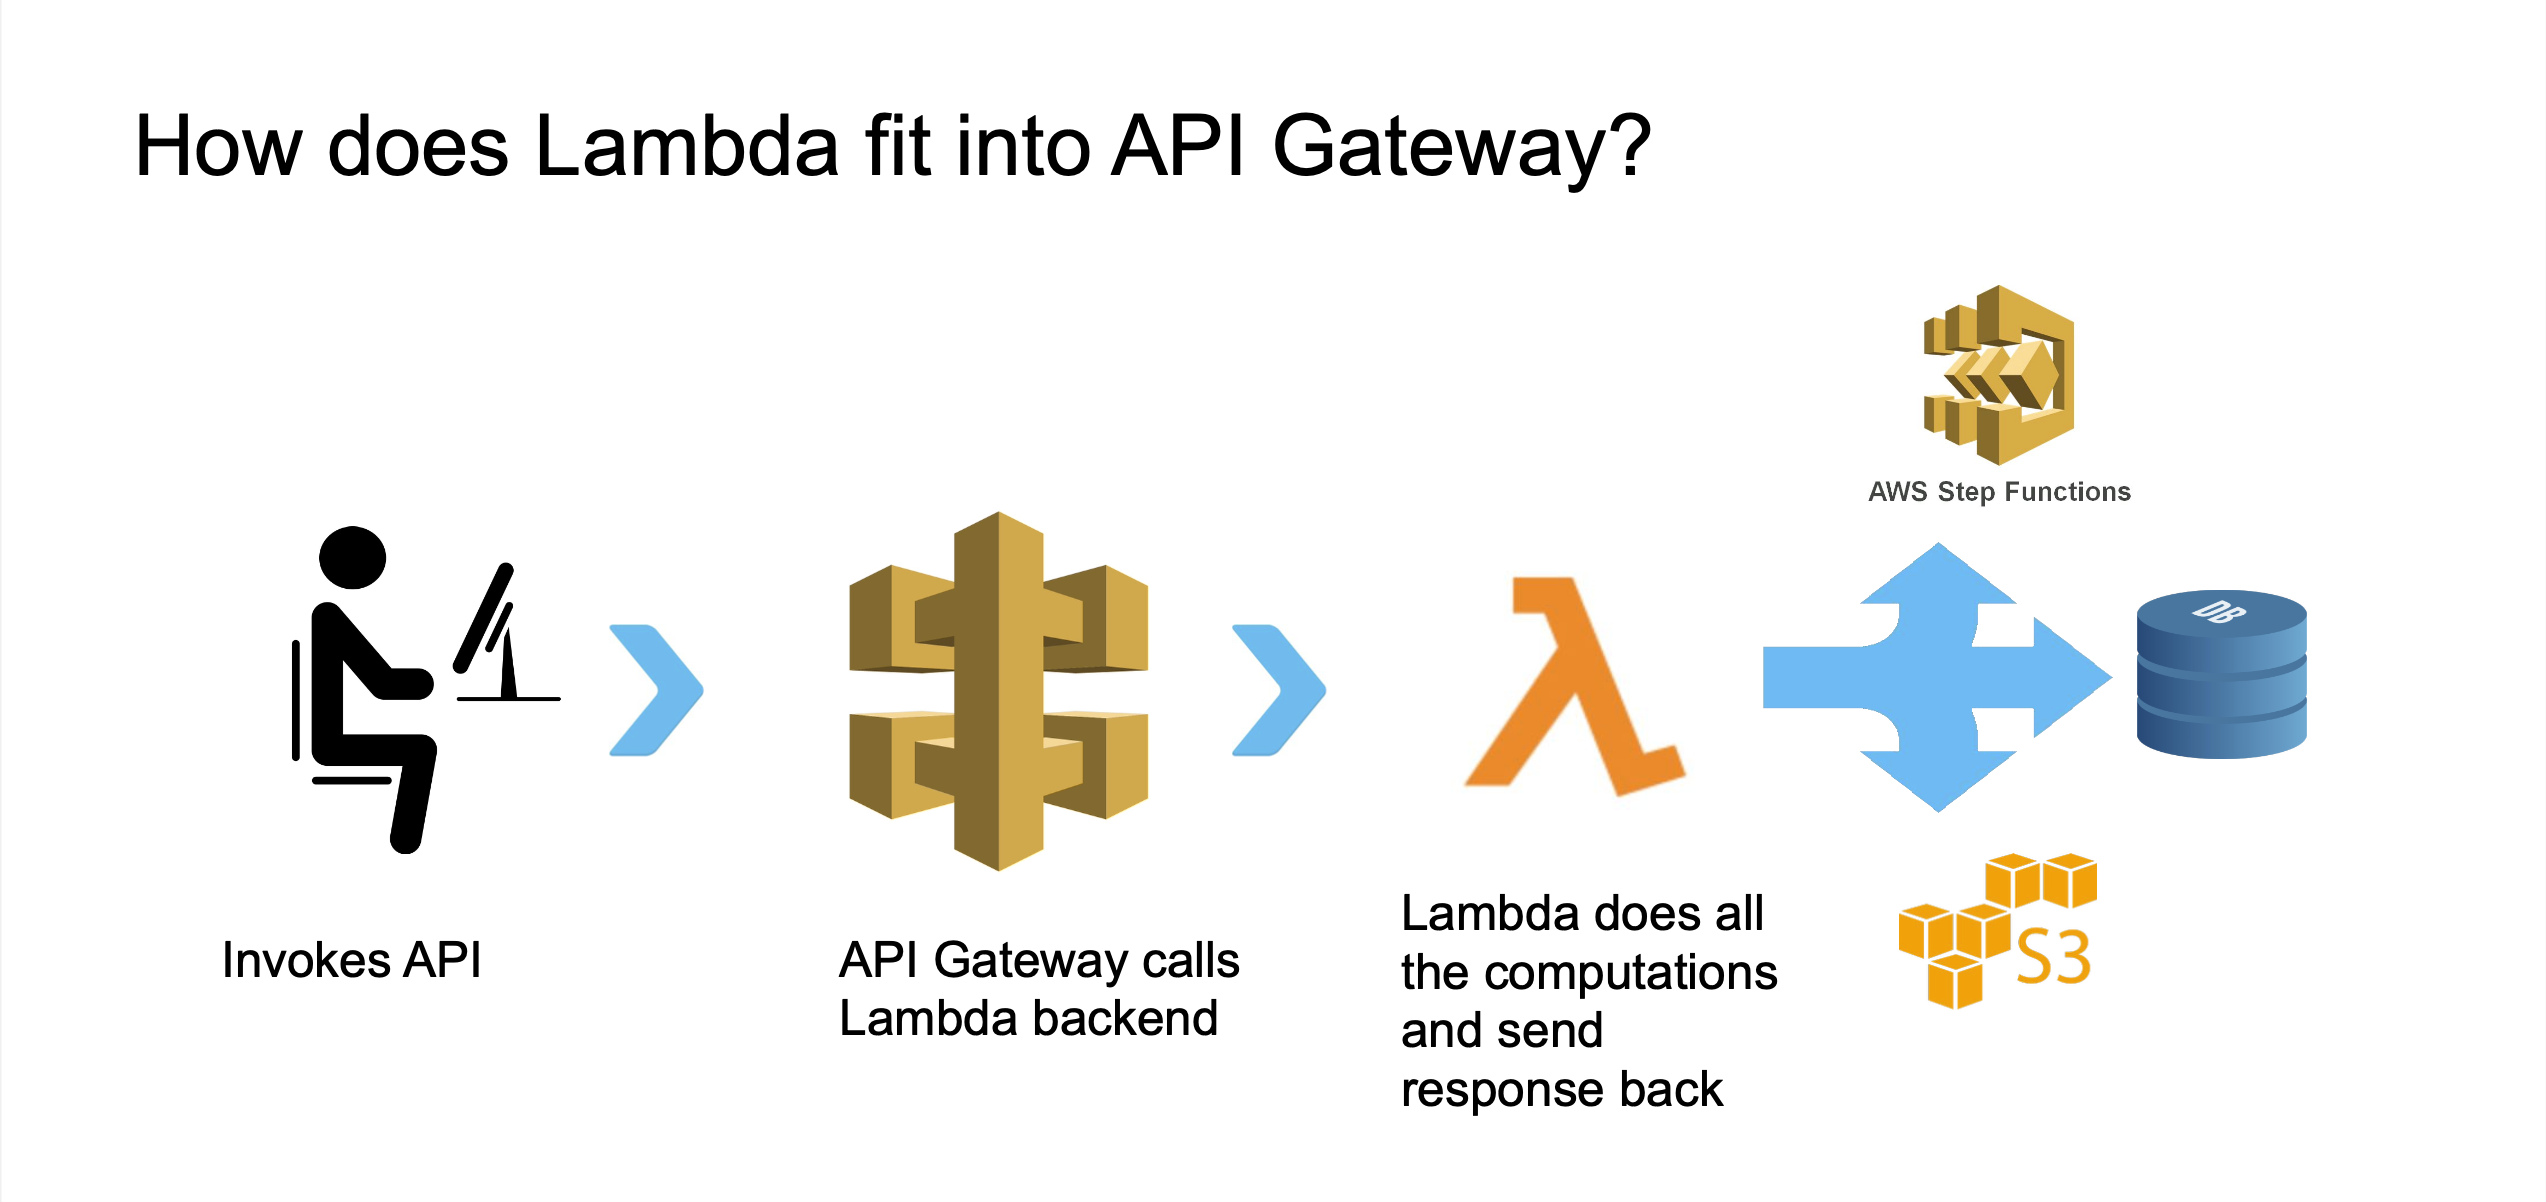 How does Lambda fit into API Gateway?
AWS Step Functions
DB
Invokes API
API Gateway calls
Lambda backend
Lambda does all
the computations
and send
response back
S3